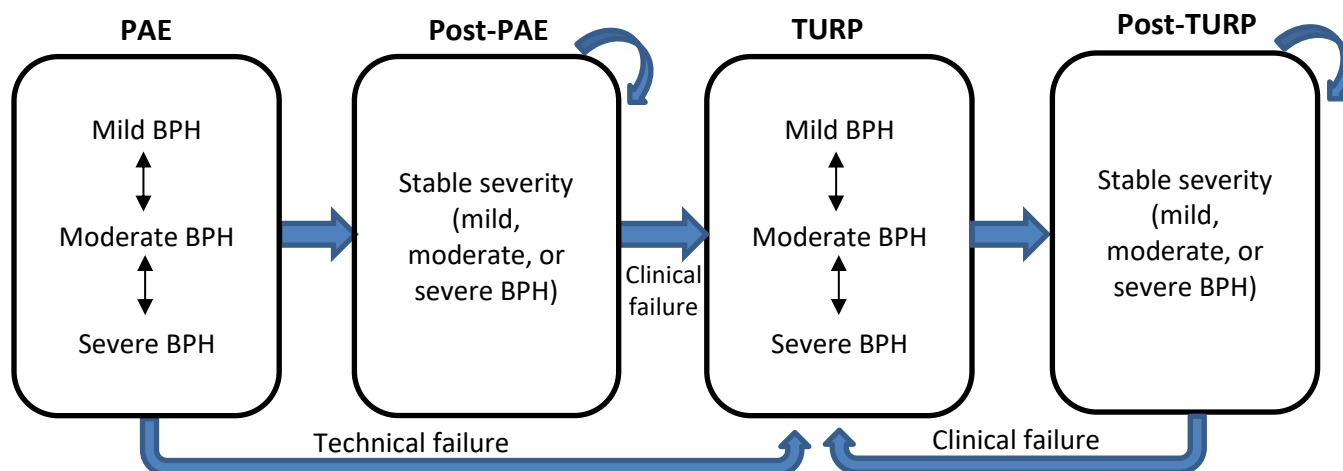 PAE
Post-PAE
TURP
Post-TURP
Mild BPH
Moderate BPH
Severe BPH
Stable severity
(mild,
moderate, or
severe BPH)
Clinical
failure
Mild BPH
Moderate BPH
Severe BPH
Stable severity
(mild,
moderate, or
severe BPH)
Technical failure
Clinical failure